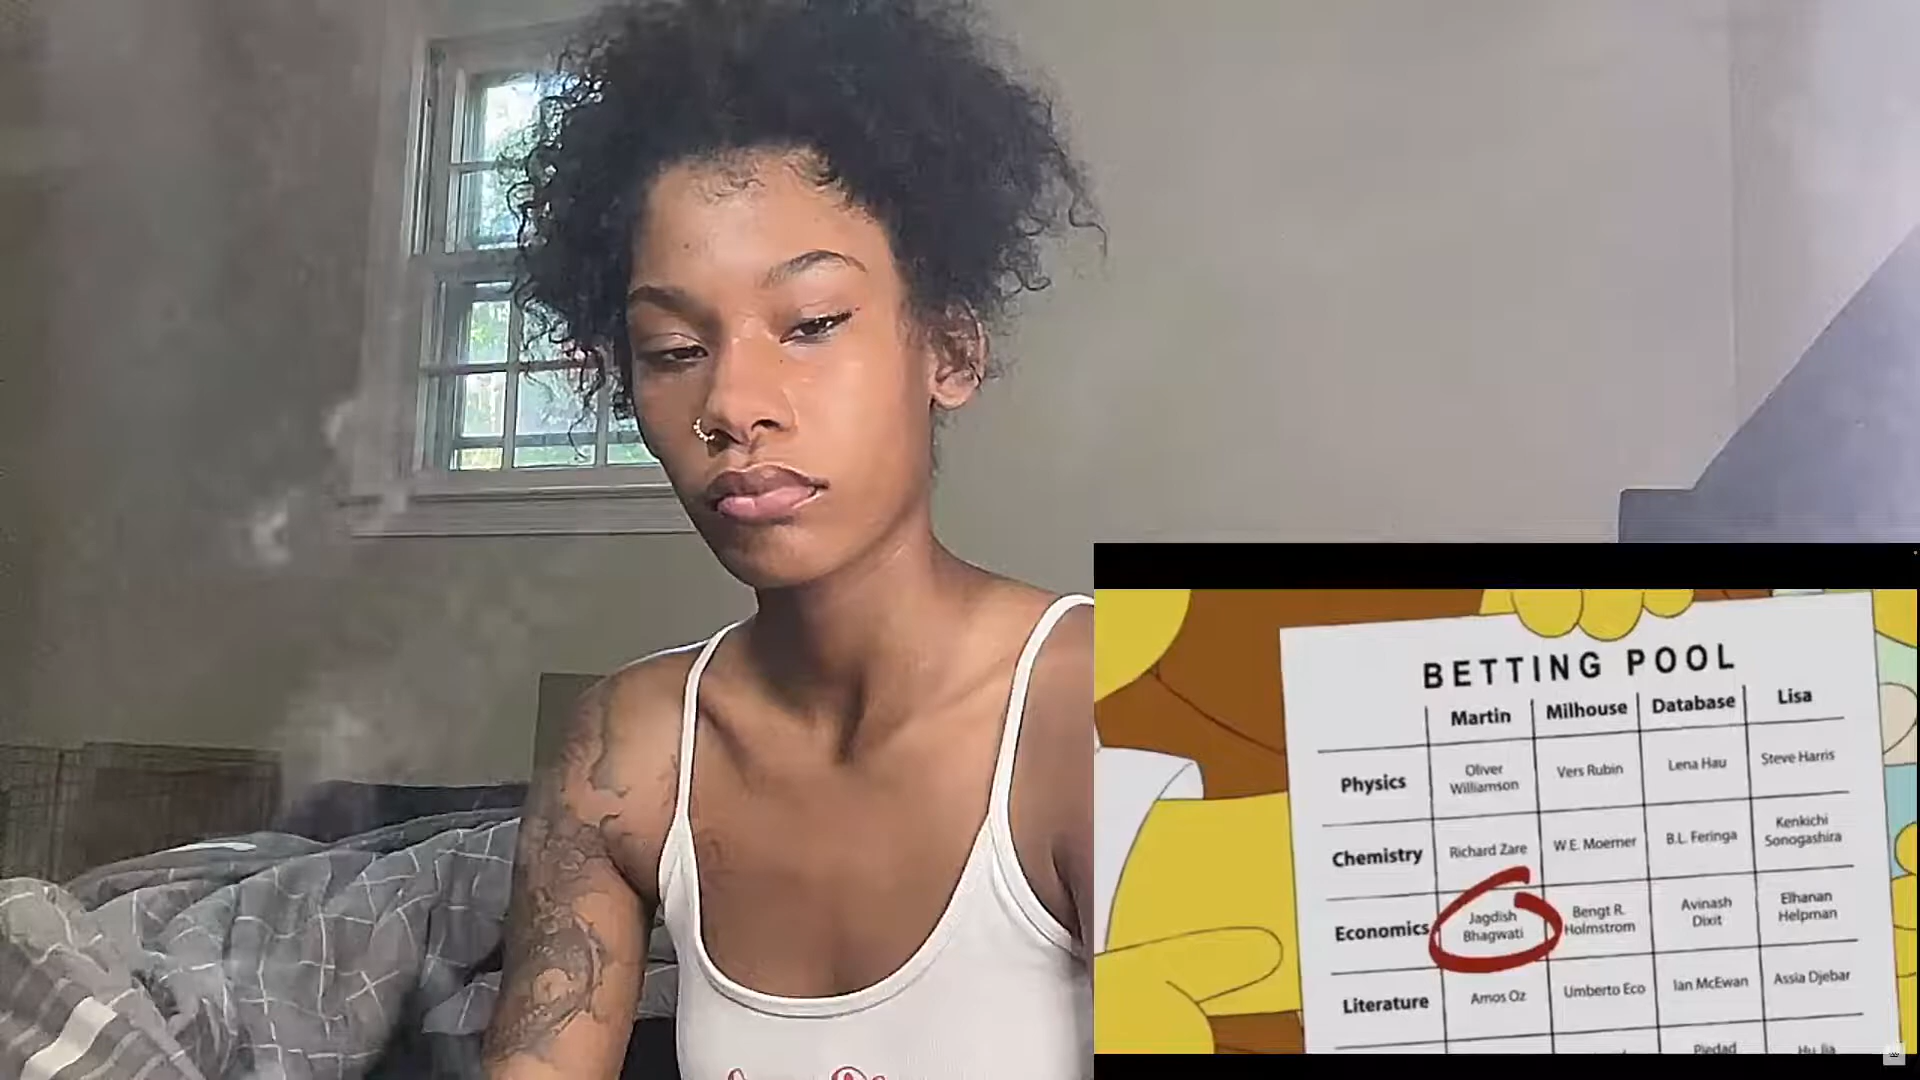 BETTING POOL
Martin Milhouse Database Lisa
Physics Oliver Williamson Vers Rubin Lena Hau Steve Harris
Chemistry Richard Zare W.E. Moerner B.L. Feringa Kenkichi Sonogashira
Economics Jagdish Bhagwati Bengt R. Holmstrom Avinash Dixit Elhanan Helpman
Literature Amos Oz Umberto Eco Ian McEwan Assia Djebar